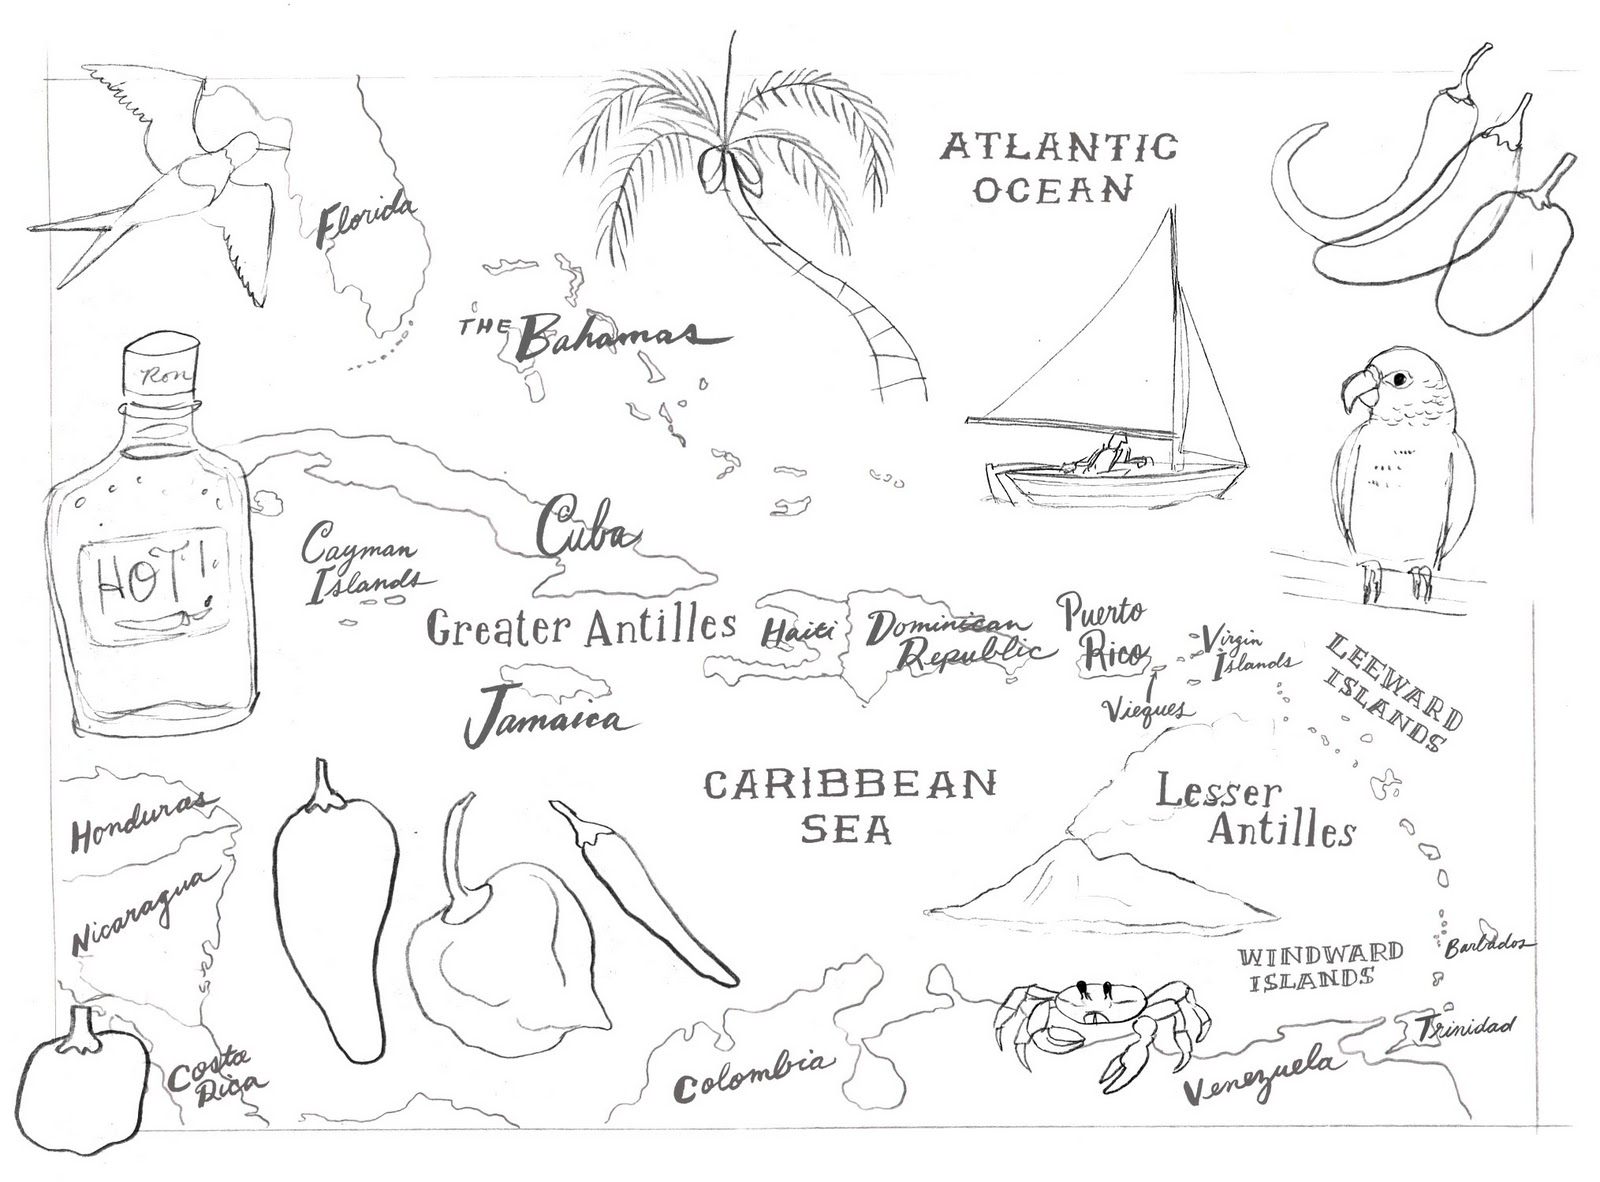 ATLANTIC
OCEAN
Florida
THE Bahamas
Ron
HOT!
Cuba
Cayman
Islands
Greater Antilles
Haiti
Dominican
Republic
Puerto
Rico
Virgin
Islands
Vieques
LEEWARD
ISLANDS
Jamaica
CARIBBEAN
SEA
Lesser
Antilles
Honduras
Nicaragua
Costa
Rica
WINDWARD
ISLANDS
Barbados
Trinidad
Colombia
Venezuela